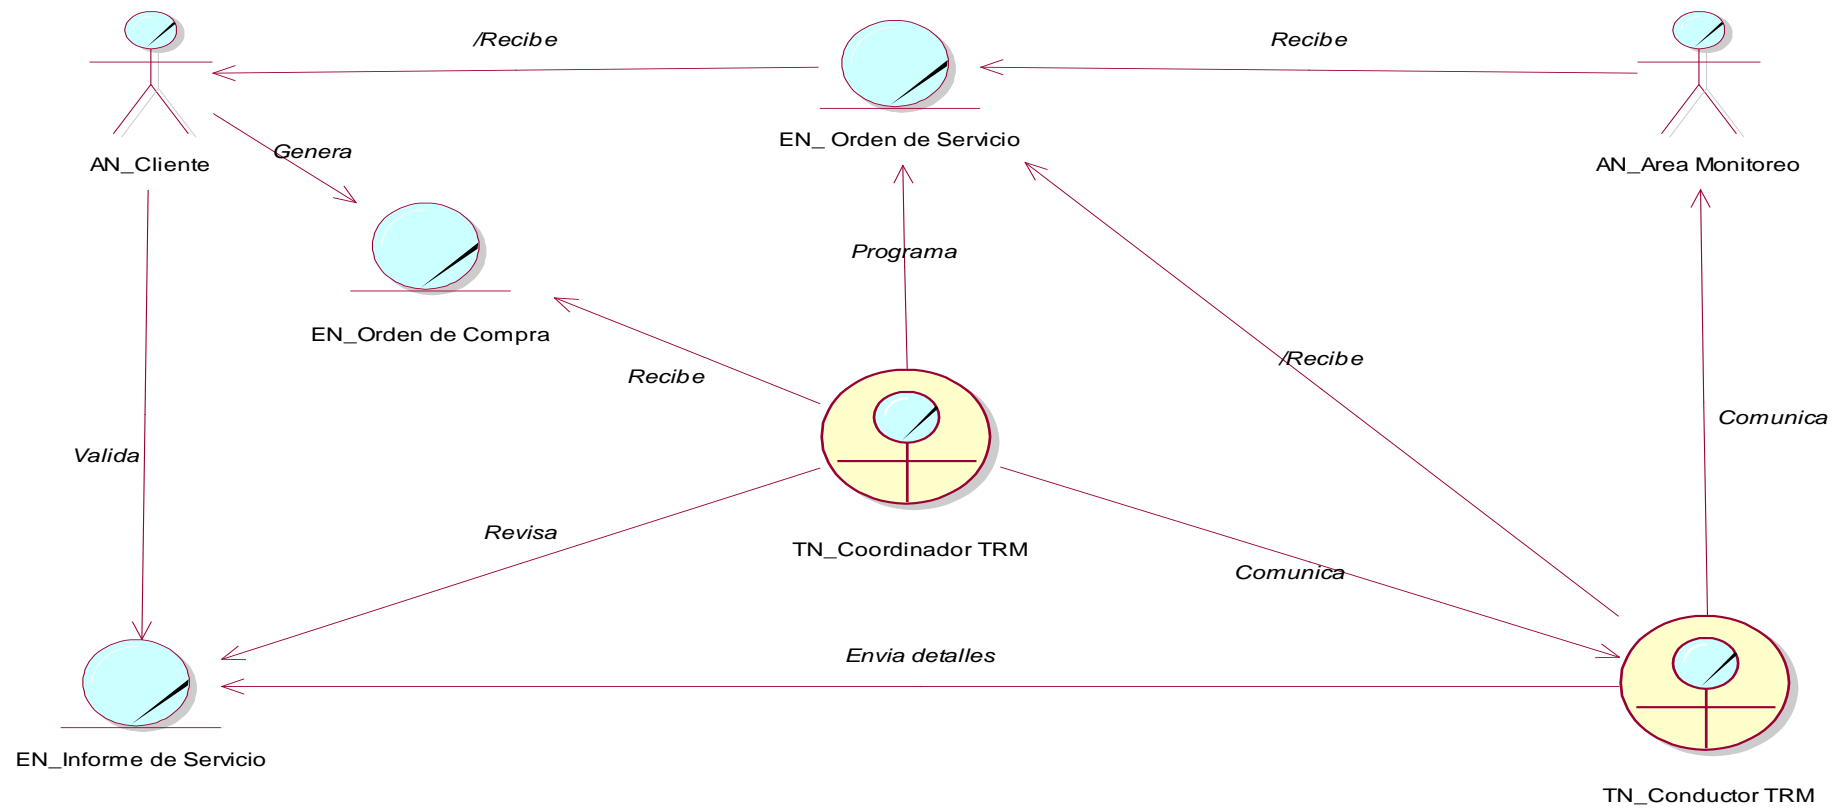 /Recibe
Recibe
EN_ Orden de Servicio
Genera
AN_Cliente
AN_Area Monitoreo
Programa
EN_Orden de Compra
/Recibe
Recibe
Comunica
Valida
Revisa
TN_Coordinador TRM
Comunica
Envia detalles
EN_Informe de Servicio
TN_Conductor TRM